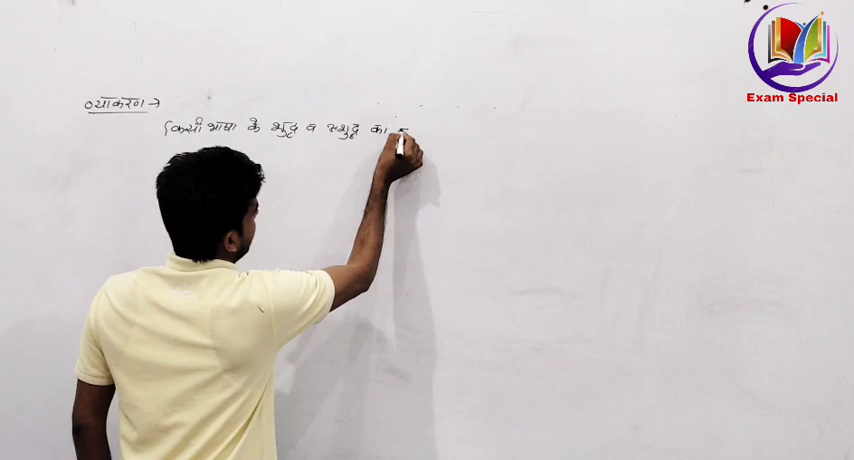 व्याकरण →
किसी भाषा के शुद्ध व अशुद्ध का
Exam Special